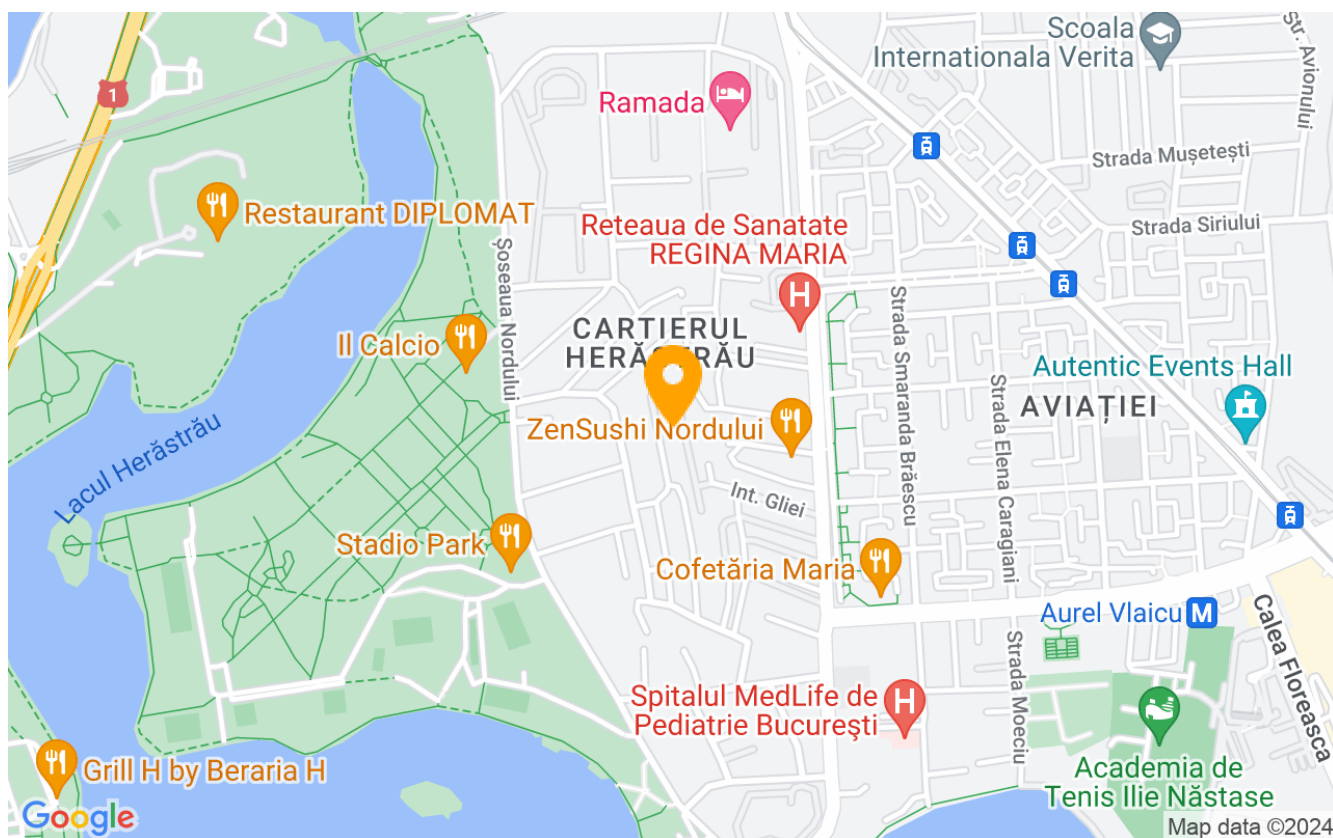 Scoala
Internationala Verita
Str. Avionului
1
Ramada
Strada Mușetești
Restaurant DIPLOMAT
Reteaua de Sanatate
REGINA MARIA
H
Strada Siriului
Șoseaua Nordului
Strada Smaranda Brăescu
CARTIERUL
HERĂSTRĂU
Il Calcio
Autentic Events Hall
Strada Elena Caragiani
AVIAȚIEI
ZenSushi Nordului
Lacul Herăstrău
Int. Gliei
Stadio Park
Cofetăria Maria
Aurel Vlaicu M
Calea Floreasca
Strada Moeciu
Spitalul MedLife de
Pediatrie București
H
Grill H by Beraria H
Academia de
Tenis Ilie Năstase
Google
Map data ©2024